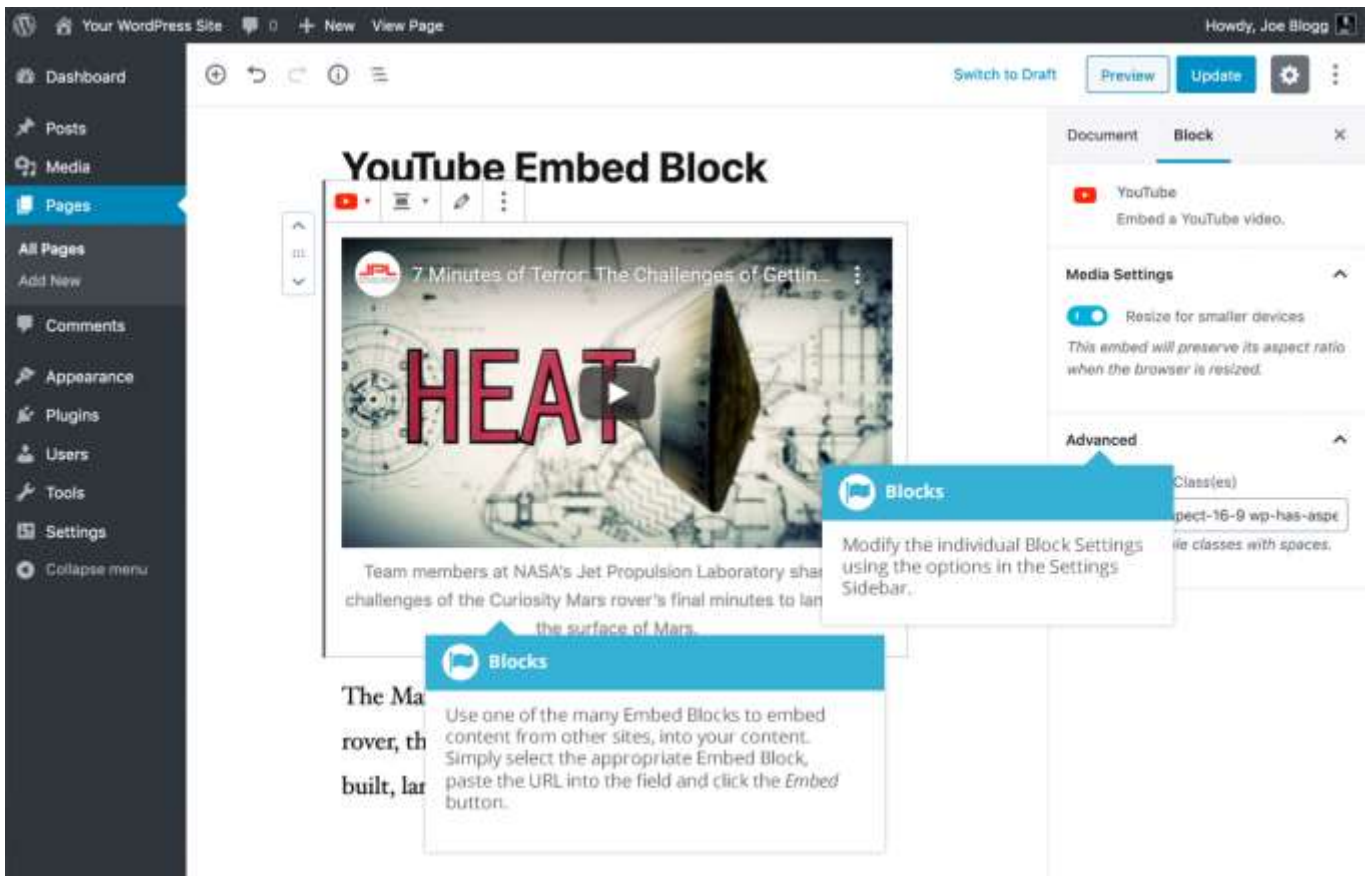 Your WordPress Site 0 New View Page Howdy, Joe Blogg
Dashboard
Posts
Media
Pages
All Pages
Add New
Comments
Appearance
Plugins
Users
Tools
Settings
Collapse menu
Switch to Draft Preview Update
YouTube Embed Block
JPL 7 Minutes of Terror: The Challenges of Gettin...
HEAT
Team members at NASA's Jet Propulsion Laboratory shar
challenges of the Curiosity Mars rover's final minutes to lan
the surface of Mars.
The Ma
rover, th
built, lan
Blocks
Use one of the many Embed Blocks to embed
content from other sites, into your content.
Simply select the appropriate Embed Block,
paste the URL into the field and click the Embed
button.
Document Block
YouTube
Embed a YouTube video.
Media Settings
Resize for smaller devices
This embed will preserve its aspect ratio
when the browser is resized.
Advanced
Class(es)
pect-16-9 wp-has-aspe
classes with spaces.
Blocks
Modify the individual Block Settings
using the options in the Settings
Sidebar.